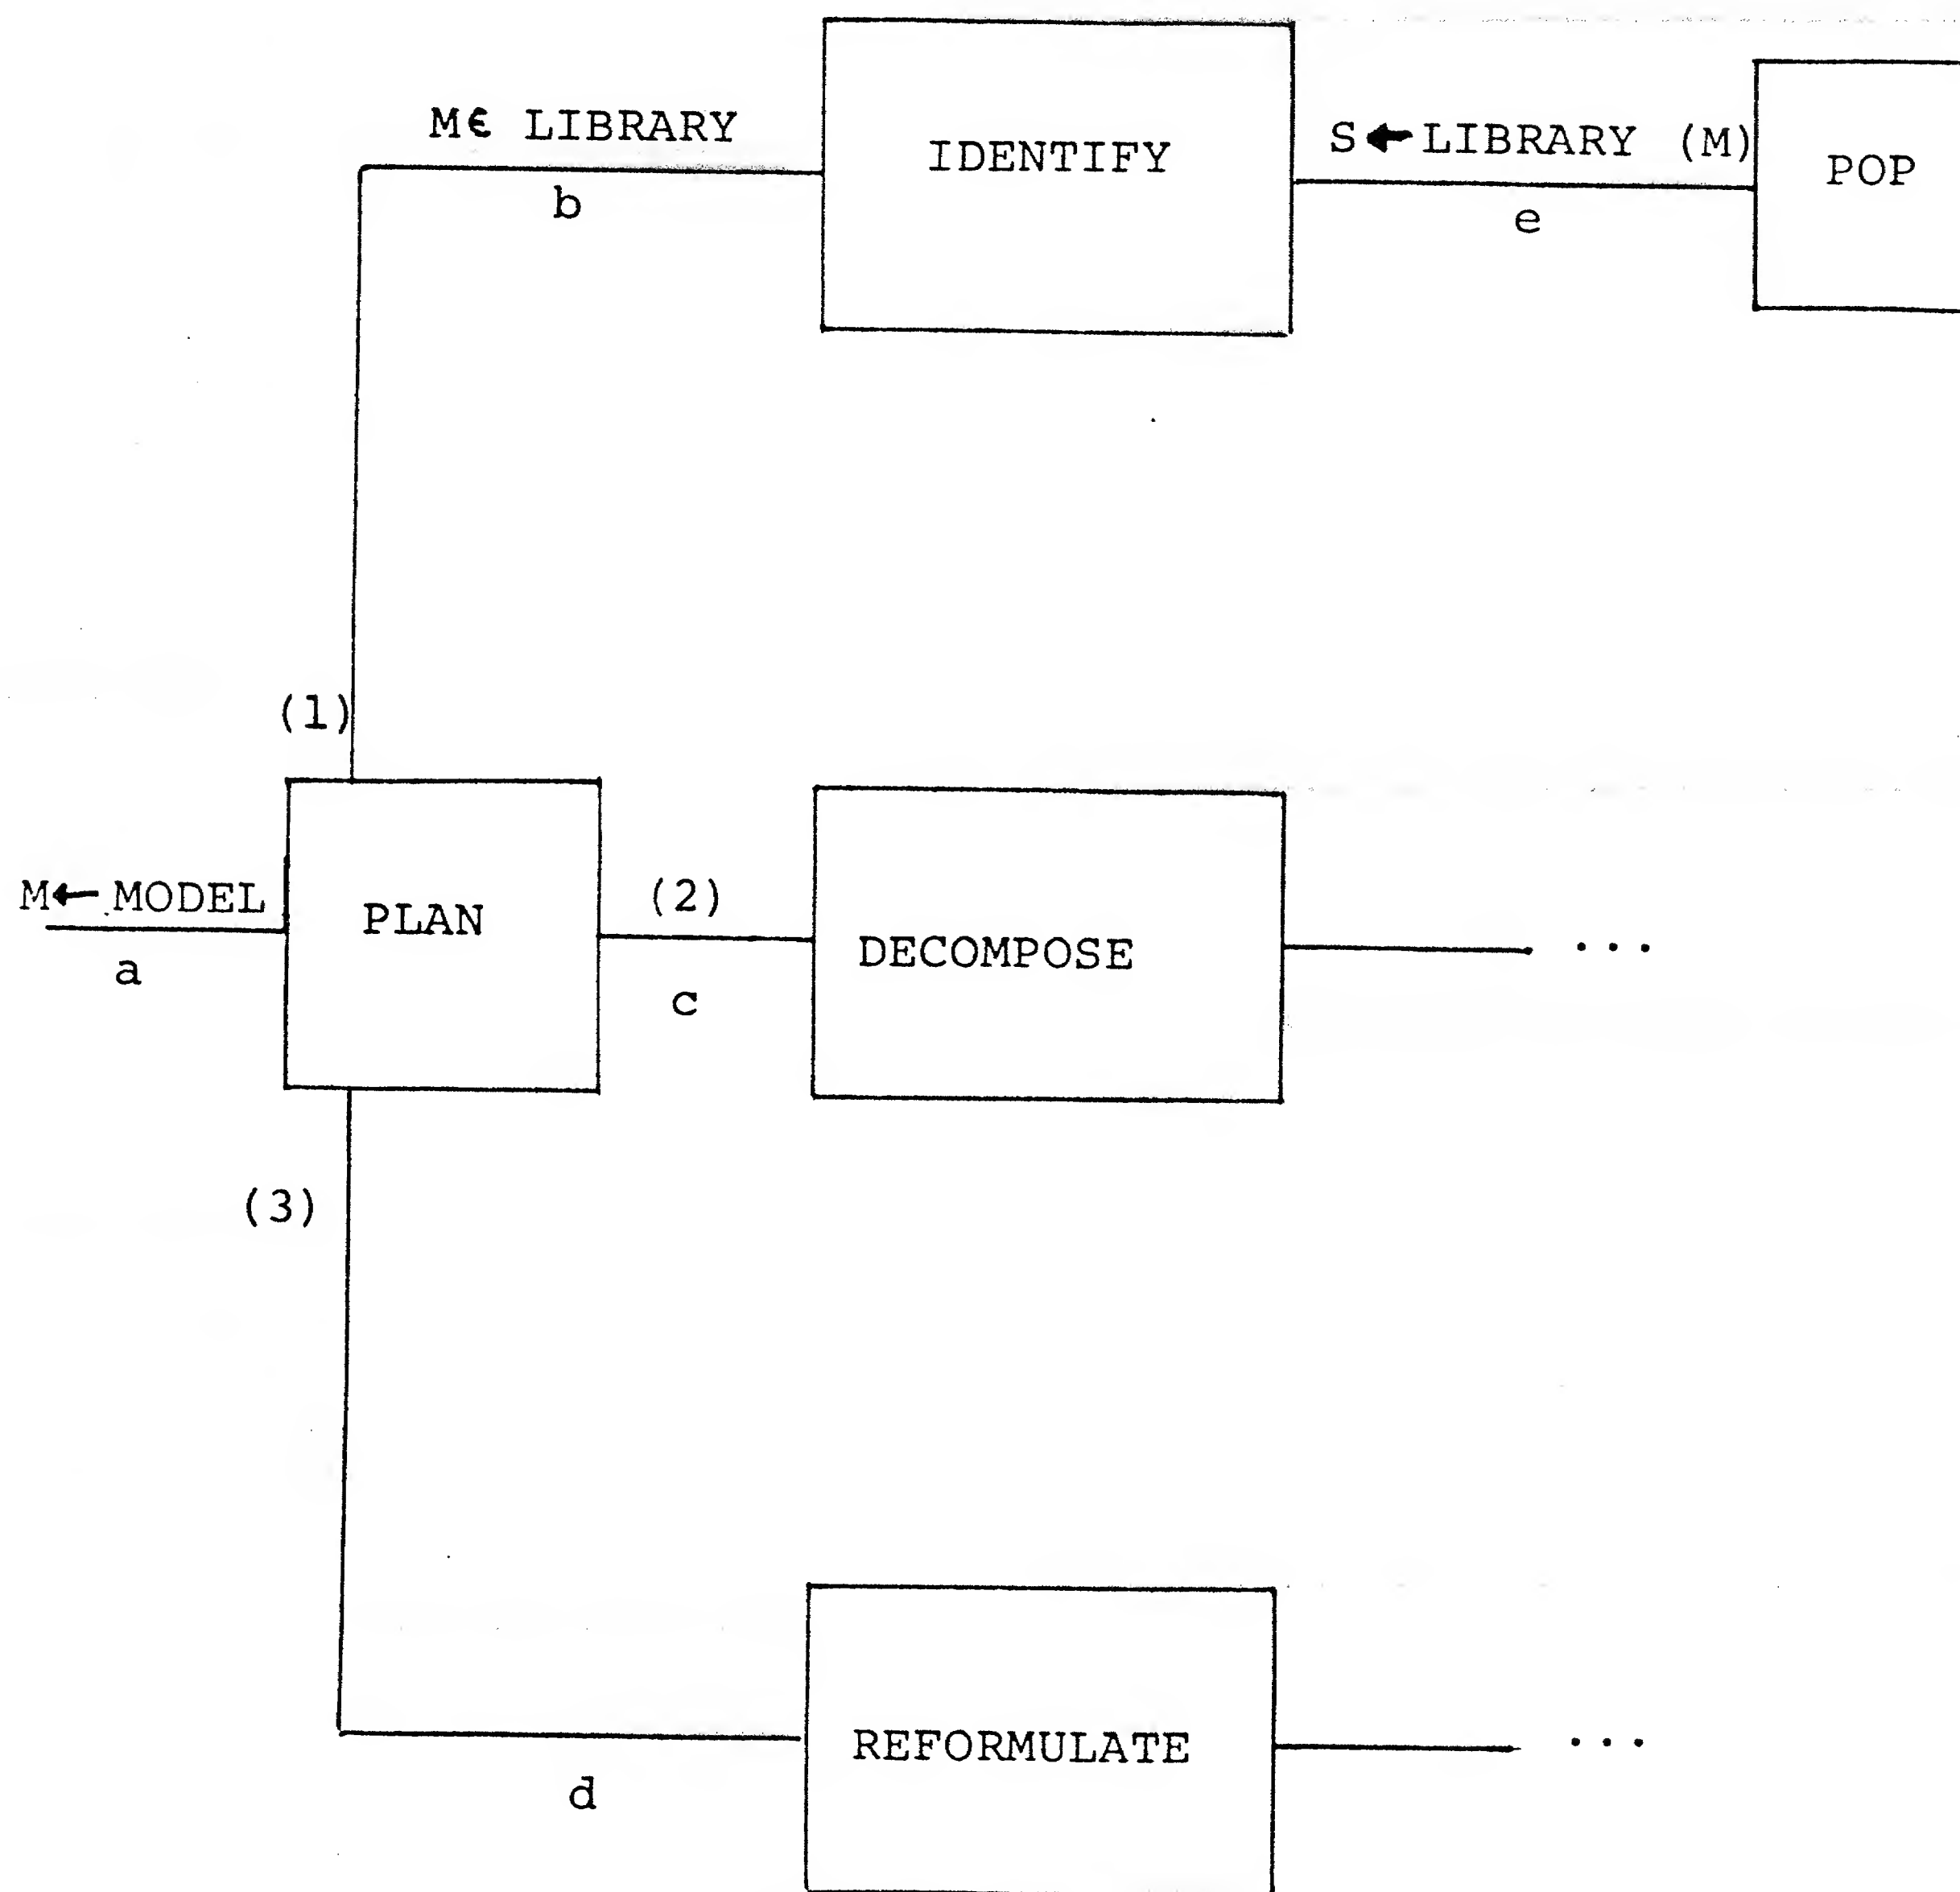 M∈ LIBRARY
b
IDENTIFY
S←LIBRARY (M)
e
POP
(1)
M←MODEL
a
PLAN
(2)
c
DECOMPOSE
...
(3)
d
REFORMULATE
...